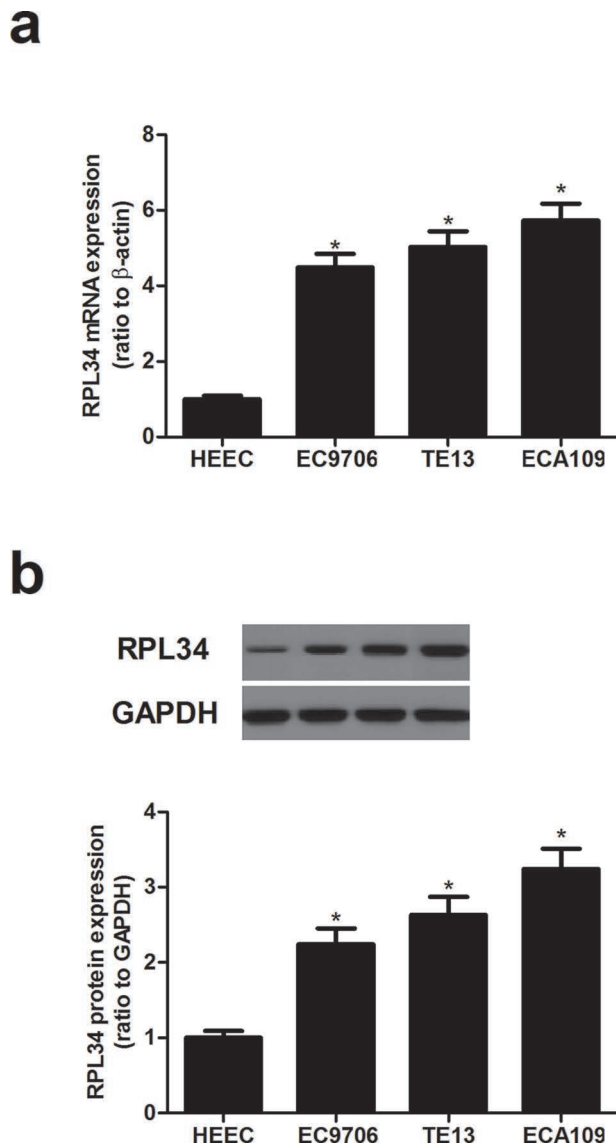 a
RPL34 mRNA expression
(ratio to β-actin)
8
6
4
2
0
* * *
HEEC EC9706 TE13 ECA109
b
RPL34
GAPDH
RPL34 protein expression
(ratio to GAPDH)
4
3
2
1
0
* * *
HEEC EC9706 TE13 ECA109